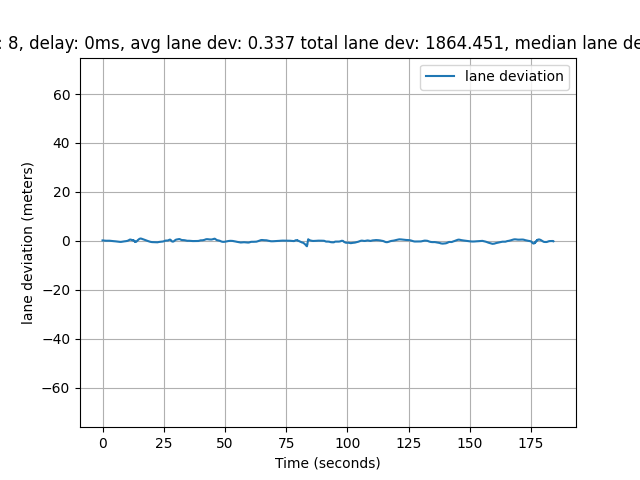 : 8, delay: 0ms, avg lane dev: 0.337 total lane dev: 1864.451, median lane de
lane deviation
60
40
20
0
−20
−40
−60
lane deviation (meters)
0 25 50 75 100 125 150 175
Time (seconds)